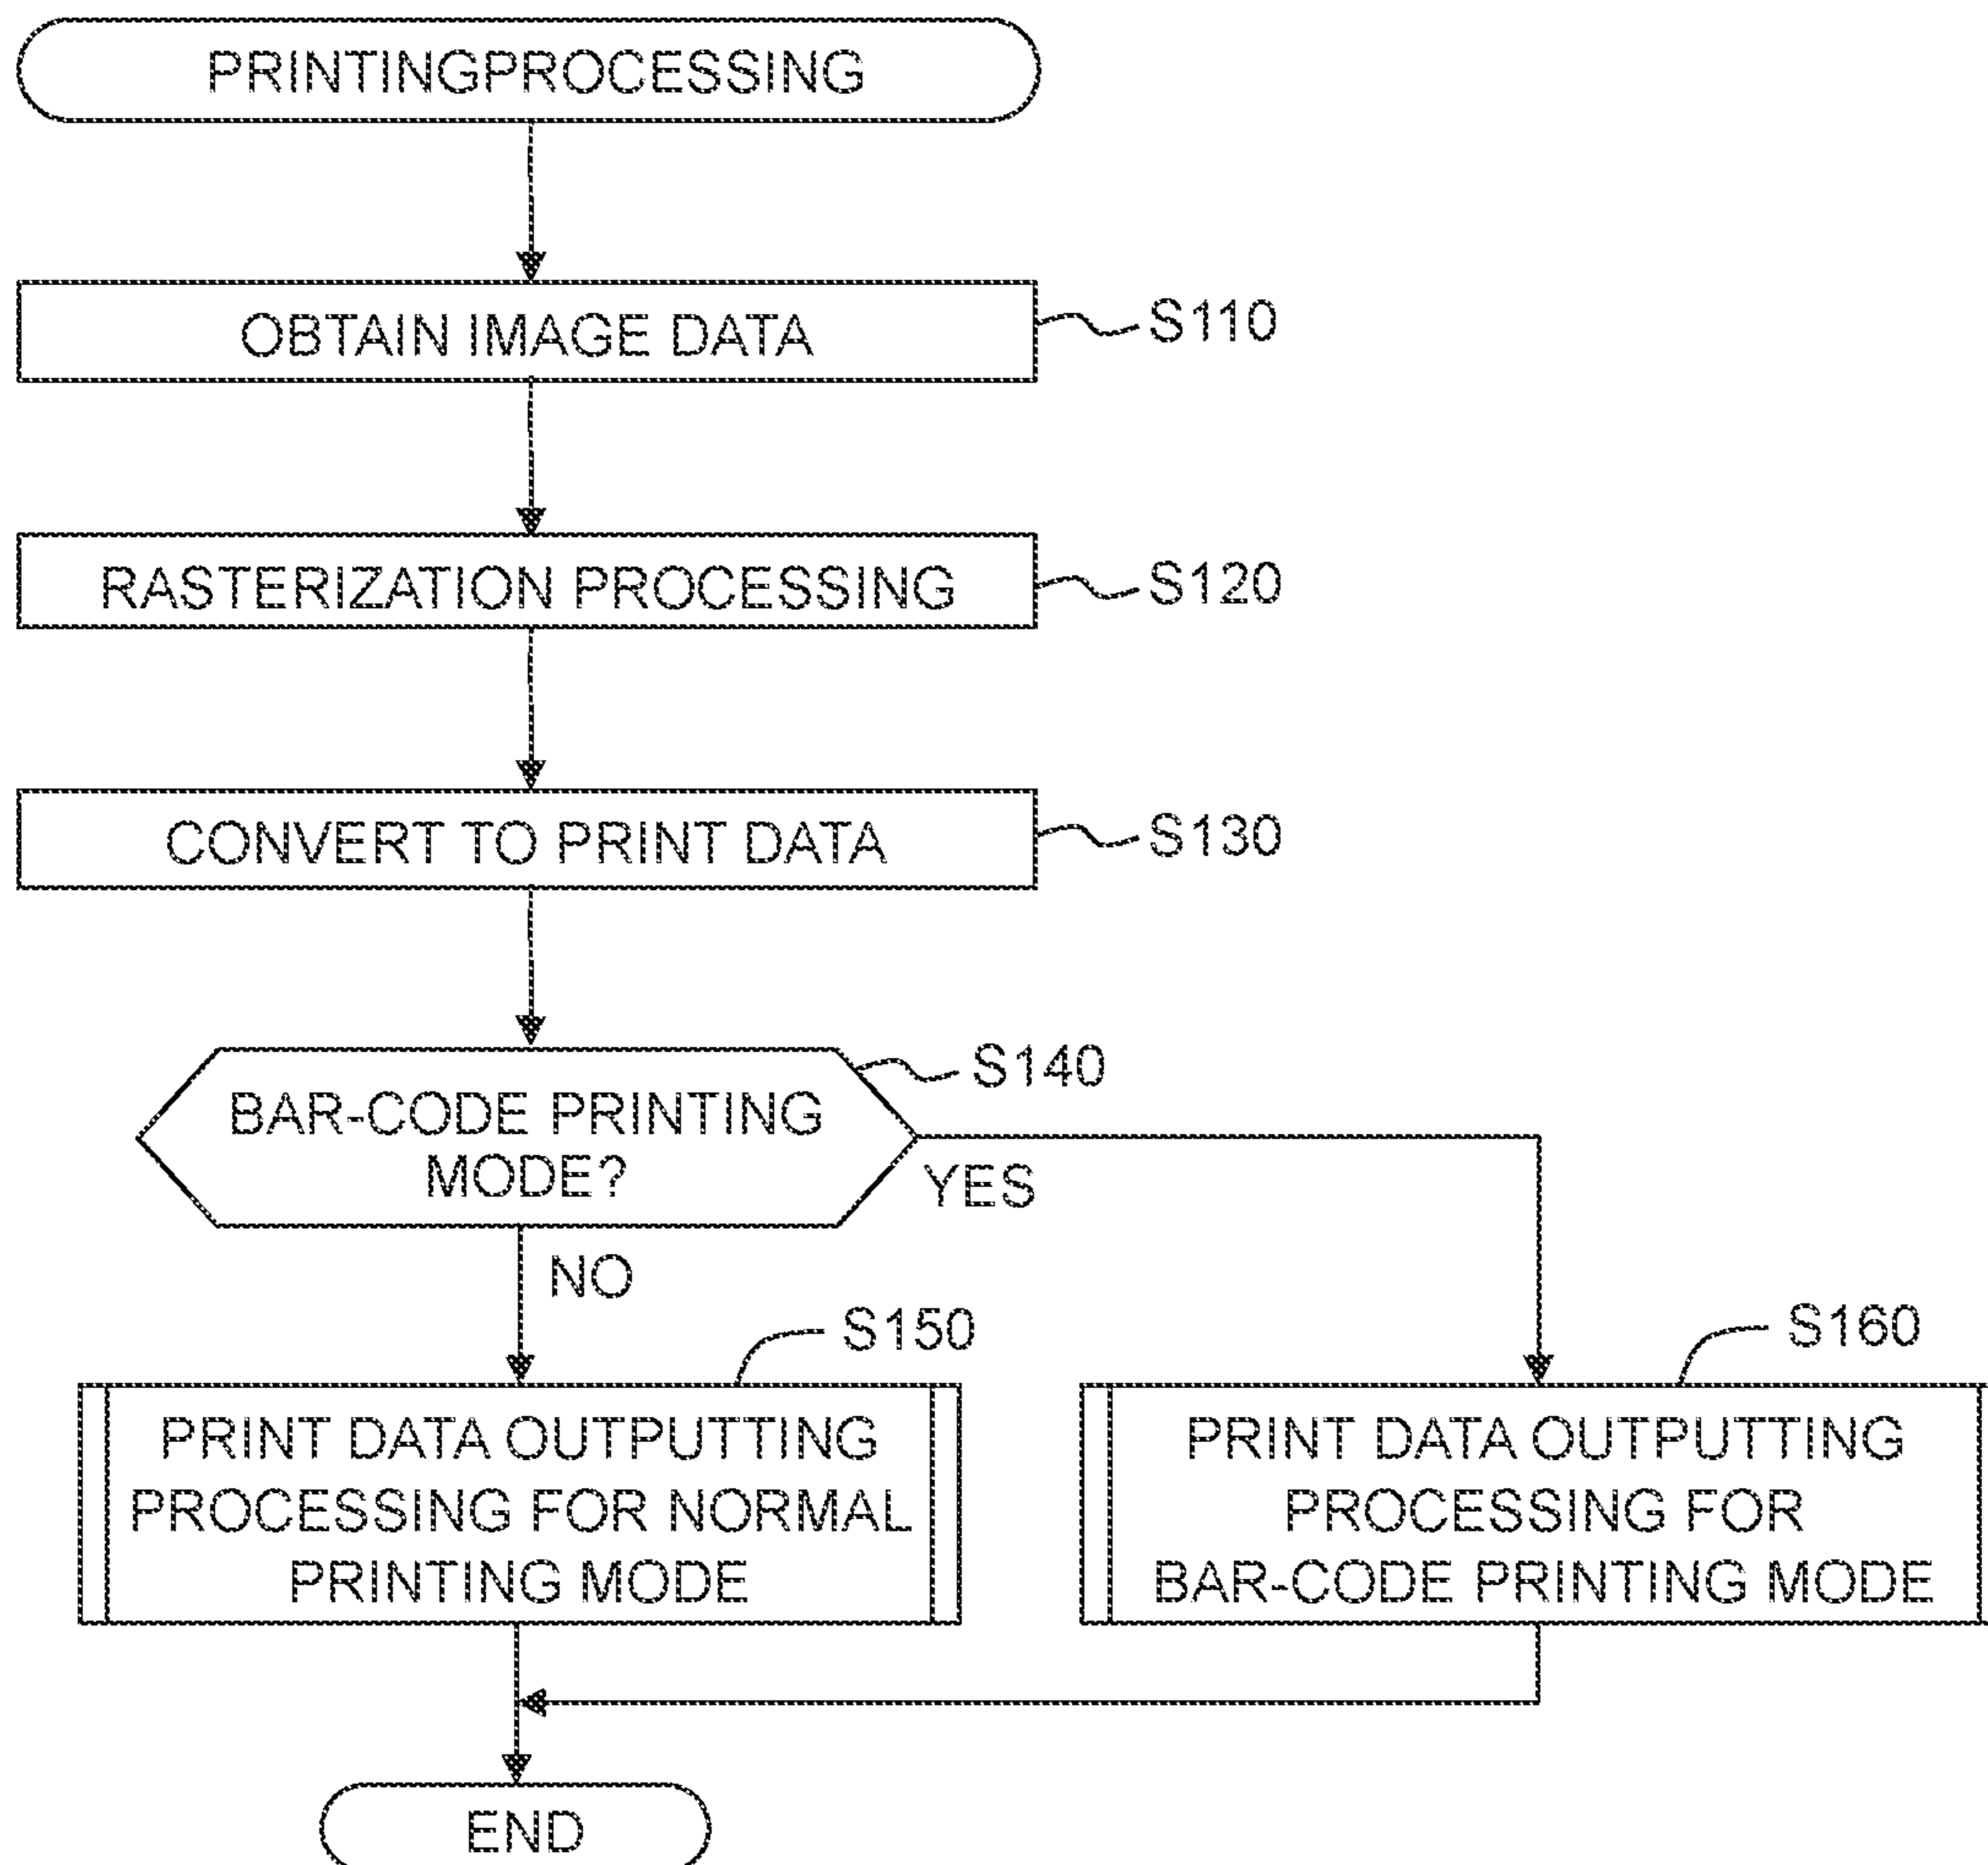 PRINTINGPROCESSING
OBTAIN IMAGE DATA
S110
RASTERIZATION PROCESSING
S120
CONVERT TO PRINT DATA
S130
S140
BAR-CODE PRINTING
MODE?
YES
NO
S150
PRINT DATA OUTPUTTING
PROCESSING FOR NORMAL
PRINTING MODE
S160
PRINT DATA OUTPUTTING
PROCESSING FOR
BAR-CODE PRINTING MODE
END